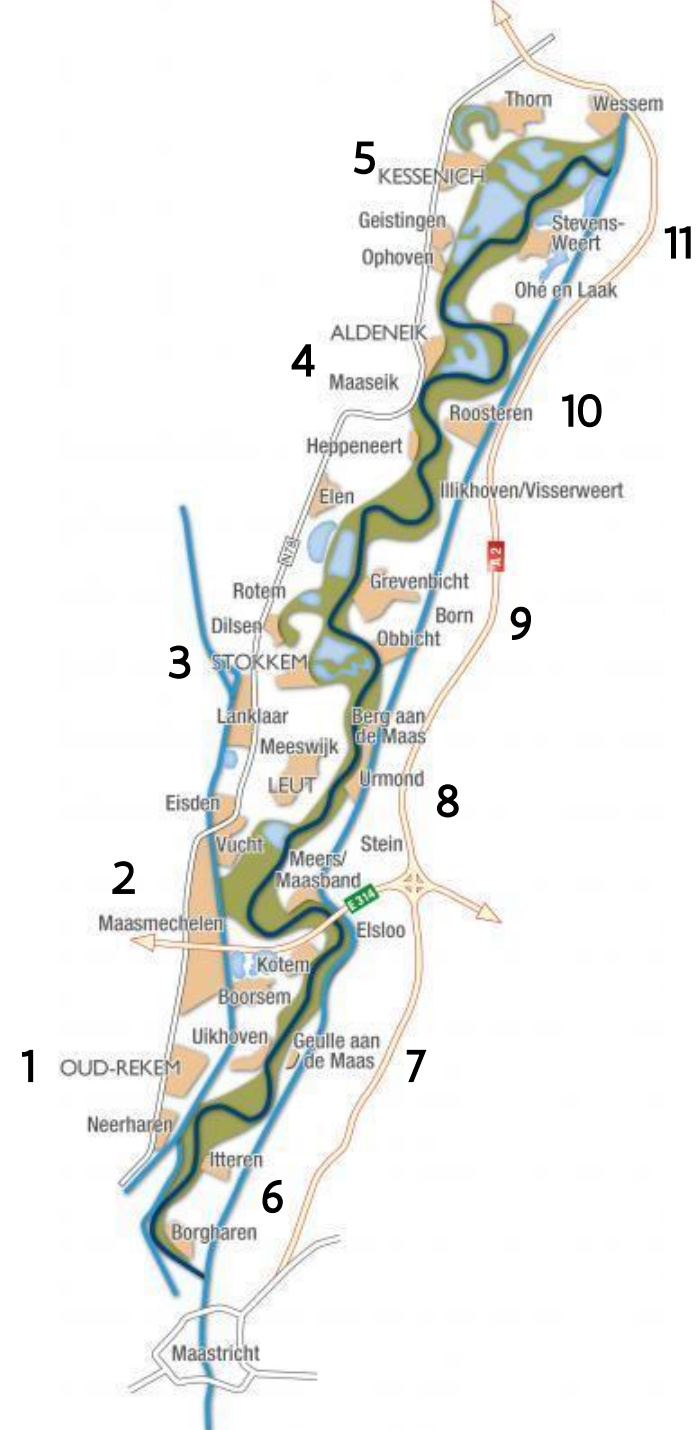 Thorn
Wessem
5
KESSENICH
Geistingen
Stevens-
Weert
11
Ophoven
Ohe en Laak
ALDENEIK
4
Maaseik
Roosteren
10
Heppeneert
Elen
Illikhoven/Visserweert
N78
A2
Grevenbicht
Rotem
Born
9
Dilsen
Obbicht
3
STOKKEM
Lanklaar
Berg aan
de Maas
Meeswijk
LEUT
Urmond
8
Eisden
Vucht
Stein
Meers/
Maasband
2
E 314
Maasmechelen
Elsloo
Kotem
Boorsem
Uikhoven
Geulle aan
de Maas
1
OUD-REKEM
7
Neerharen
Itteren
6
Borgharen
Maastricht